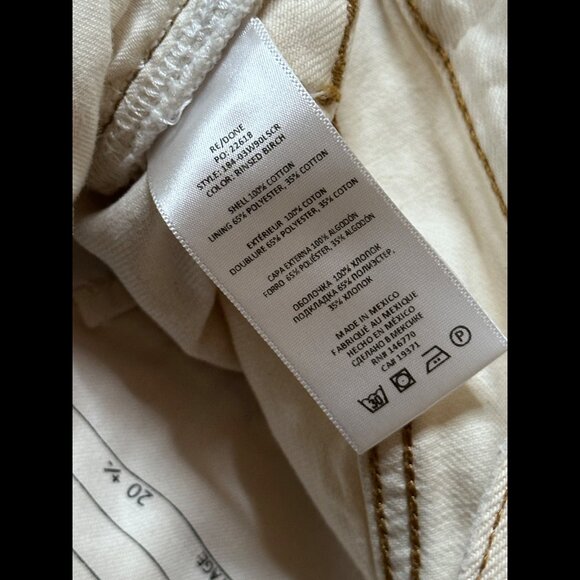 RE/DONE
PO: 22618
STYLE: 184-03W90LSCR
COLOR: RINSED BIRCH
SHELL 100% COTTON
LINING 65% POLYESTER, 35% COTTON
EXTÉRIEUR 100% COTON
DOUBLURE 65% POLYESTER, 35% COTON
CAPA EXTERNA 100% ALGODÓN
FORRO 65% POLIÉSTER, 35% ALGODÓN
ОБОЛОЧКА 100% ХЛОПОК
ПОДКЛАДКА 65% ПОЛИЭСТЕР,
35% ХЛОПОК
MADE IN MEXICO
FABRIQUÉ AU MEXIQUE
HECHO EN MÉXICO
СДЕЛАНО В МЕКСИКЕ
RN# 146770
CA# 19371
30
P
20 +/-